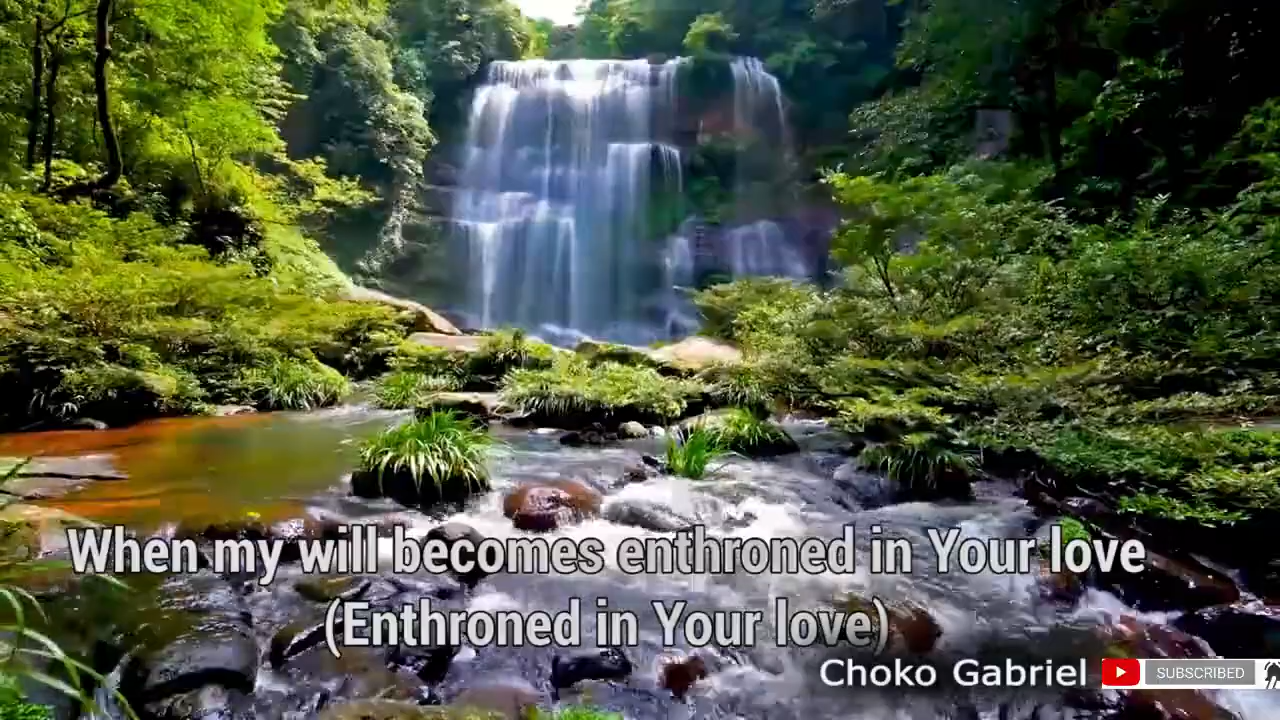 When my will becomes enthroned in Your love
(Enthroned in Your love)
Choko Gabriel
SUBSCRIBED